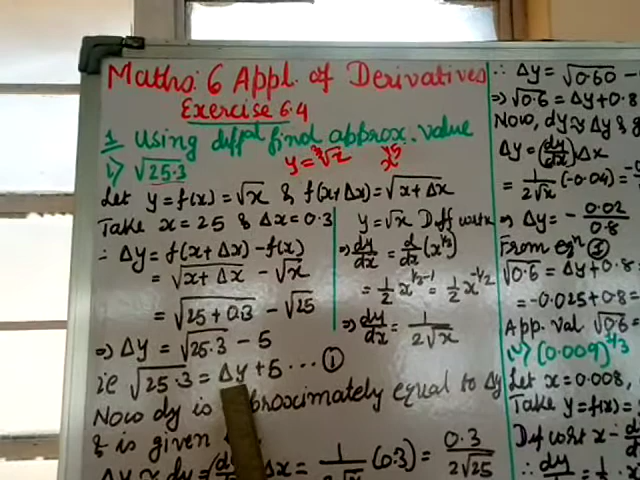 Maths: 6 Appl. of Derivatives
Exercise 6.4
1 Using diffal find approx. value
y = ³√x
i) √25.3
Let y = f(x) = √x & f(x+Δx) = √x+Δx
Take x = 25 & Δx = 0.3
∴ Δy = f(x+Δx) - f(x)
= √x+Δx - √x
= √25+0.3 - √25
⇒ Δy = √25.3 - 5
ie √25.3 = Δy + 5 ... ①
Now dy is approximately equal to Δy
& is given
Δy ≈ dy = Δx = 1/2√x (0.3) = 0.3/2√25
y = √x Diff wrt x
⇒ dy/dx = d/dx (x^1/2)
= 1/2 x^1/2-1 = 1/2 x^-1/2
⇒ dy/dx = 1/2√x
∴ Δy = √0.60 -
⇒ √0.6 = Δy + 0.8
Now, dy ≈ Δy &
Δy = (dy/dx) Δx
= 1/2√x (-0.04) =
⇒ Δy = - 0.02/0.8
From eqn ①
√0.6 = Δy + 0.8
= -0.025 + 0.8 =
App. Val √0.6 =
(0.009)^1/3
Let x = 0.008,
Take y = f(x) =
Diff wrt x
∴ dy/dx =